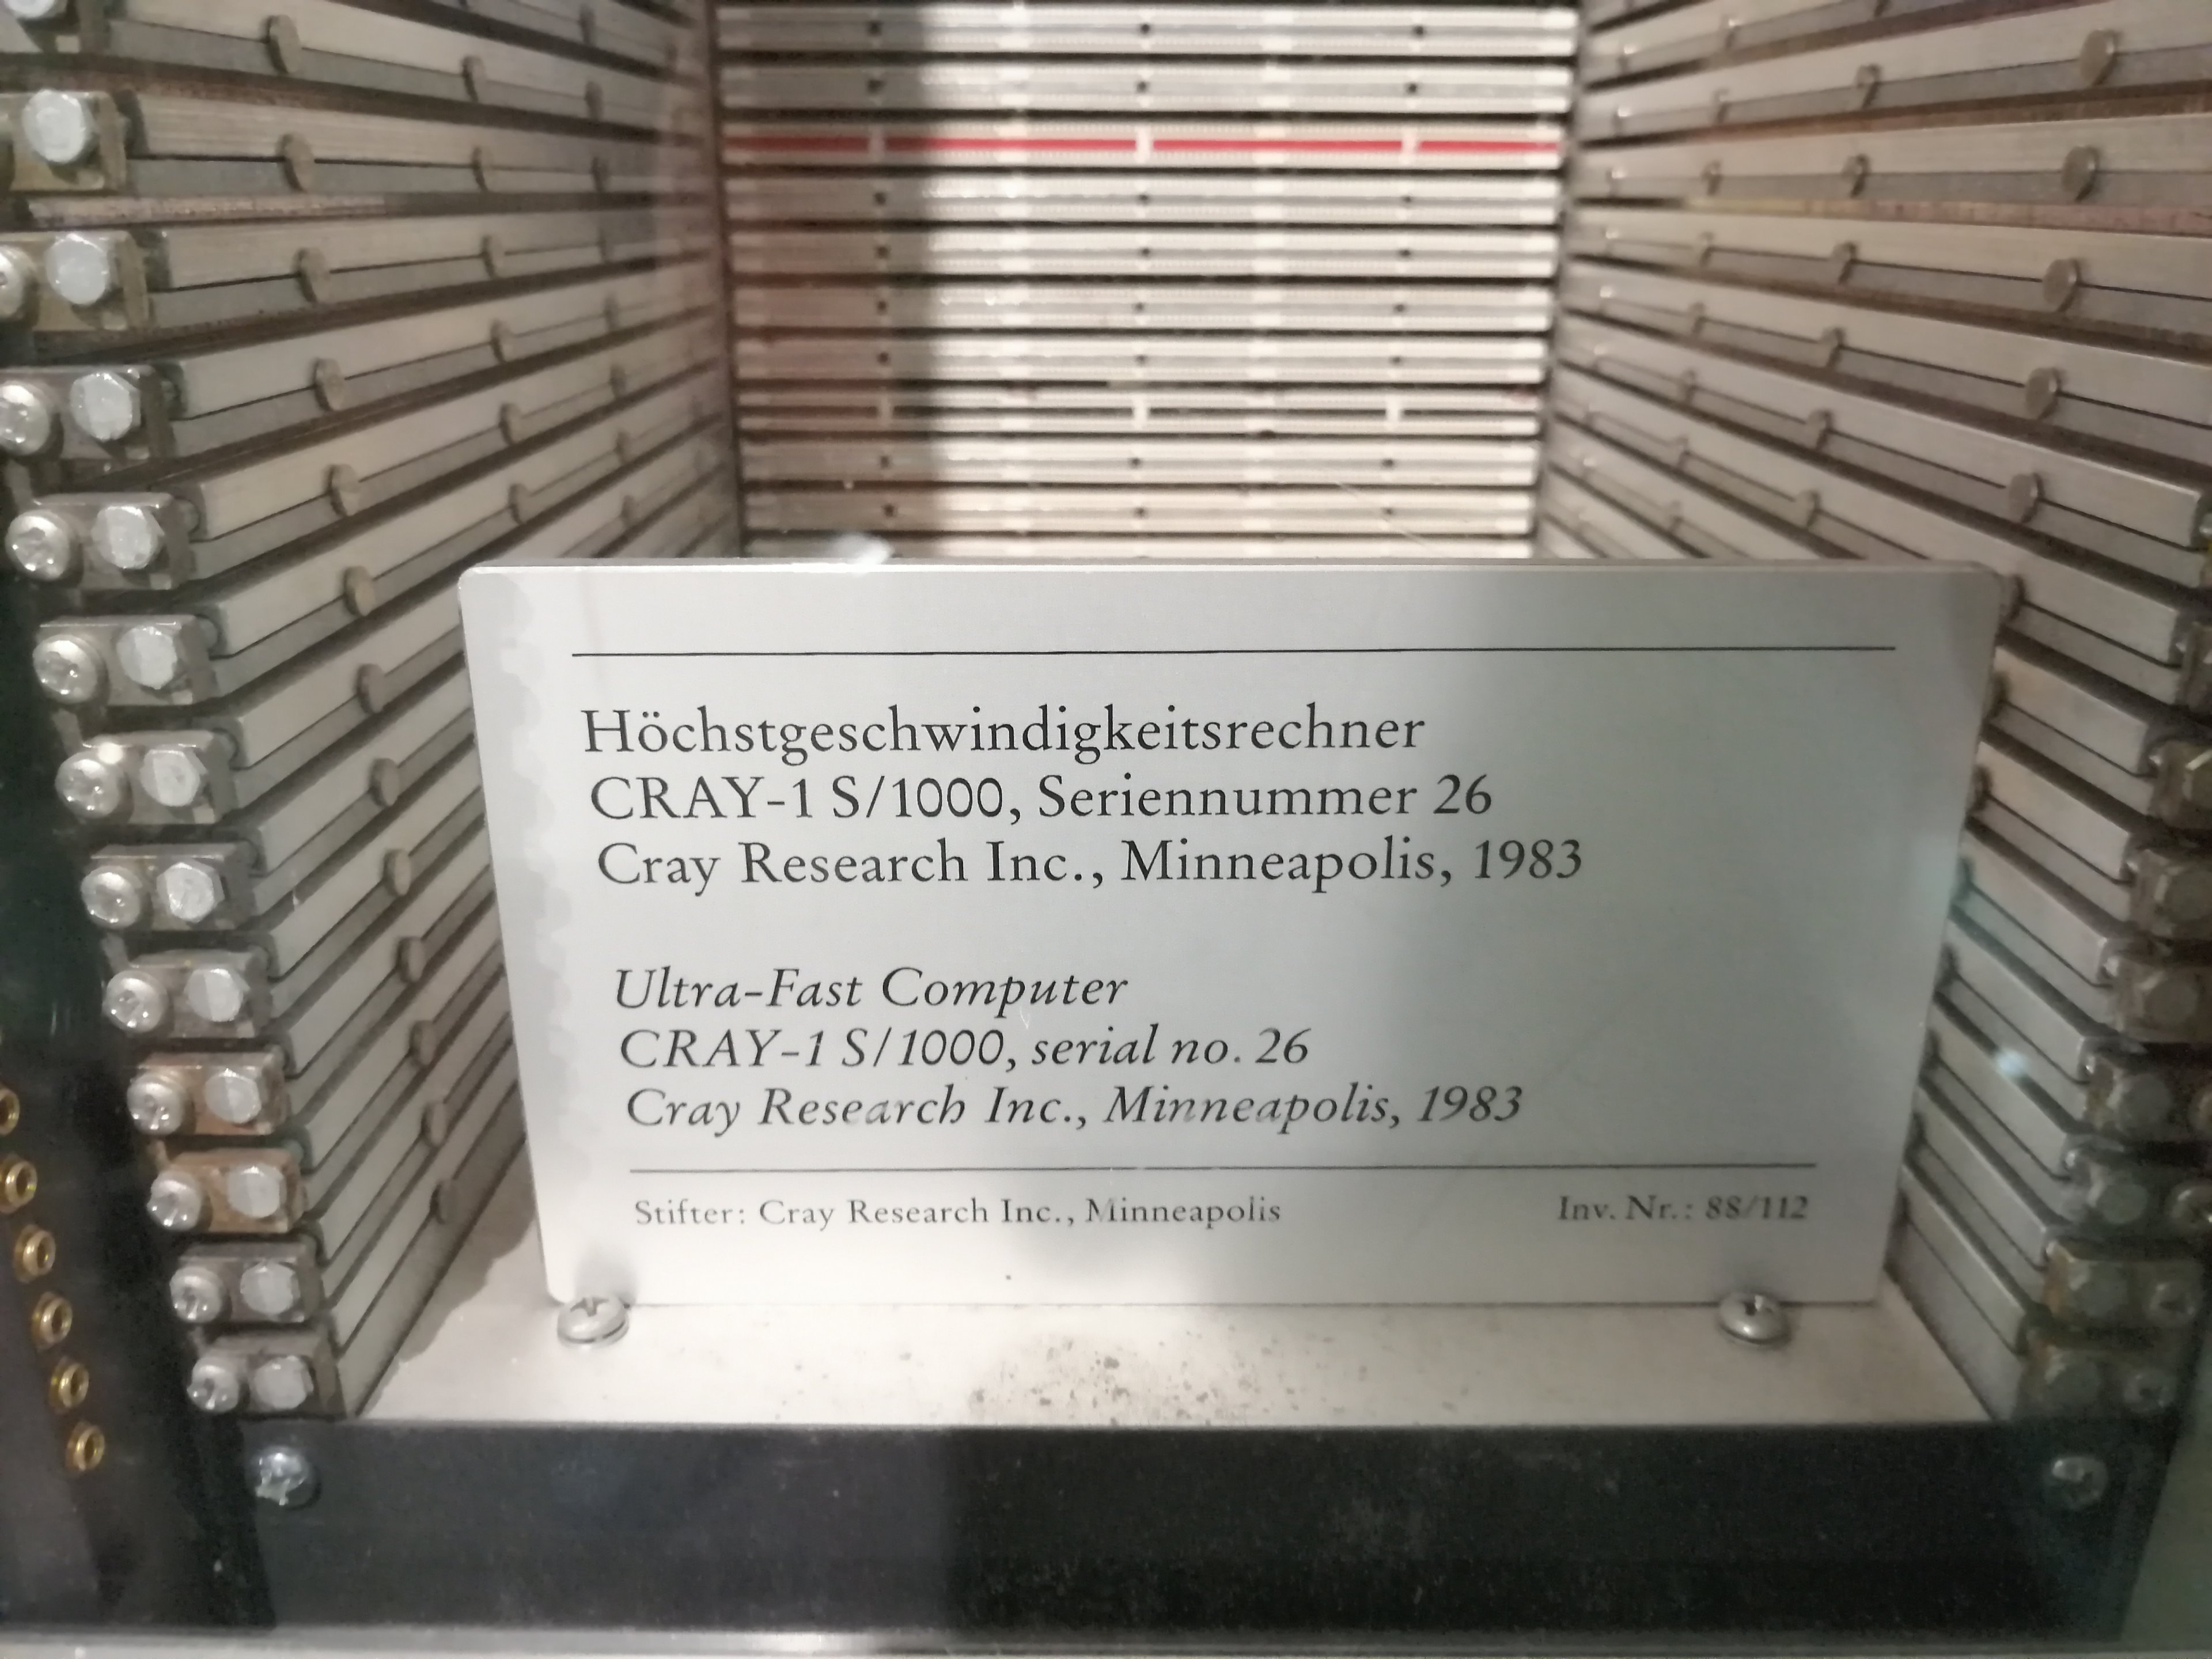 Höchstgeschwindigkeitsrechner
CRAY-1 S/1000, Seriennummer 26
Cray Research Inc., Minneapolis, 1983
Ultra-Fast Computer
CRAY-1 S/1000, serial no. 26
Cray Research Inc., Minneapolis, 1983
Stifter: Cray Research Inc., Minneapolis Inv. Nr.: 88/112